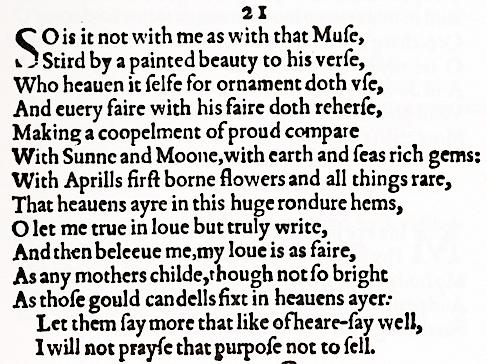 21
SO is it not with me as with that Muſe,
Stird by a painted beauty to his verſe,
Who heauen it ſelfe for ornament doth vſe,
And euery faire with his faire doth reherſe,
Making a coopelment of proud compare
With Sunne and Moone,with earth and ſeas rich gems:
With Aprills firſt borne flowers and all things rare,
That heauens ayre in this huge rondure hems,
O let me true in loue but truly write,
And then beleeue me,my loue is as faire,
As any mothers childe,though not ſo bright
As thoſe gould candells fixt in heauens ayer:
Let them ſay more that like of heare-ſay well,
I will not prayſe that purpoſe not to ſell.